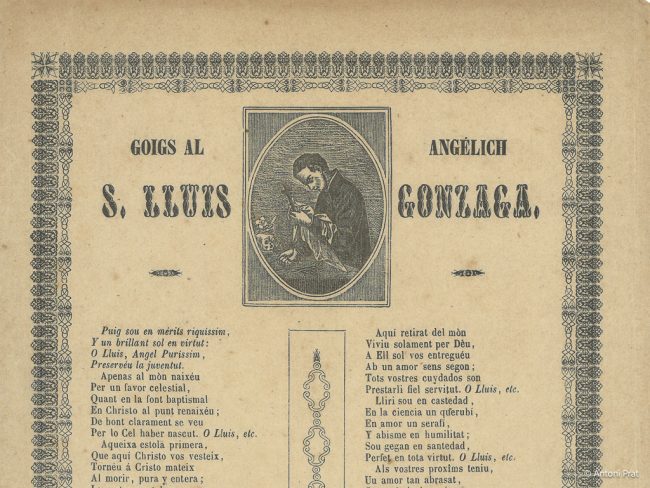 GOIGS AL ANGÉLICH
S. LLUIS GONZAGA.
Puig sou en mérits riquissim,
Y un brillant sol en virtut:
O Lluis, Angel Purissim,
Preservéu la juventut.
Apenas al mòn naixéu
Per un favor celestial,
Quant en la font baptismal
En Christo al punt renaixéu;
De bont clarament se veu
Per lo Cel haber nascut. O Lluis, etc.
Aqueixa estolà primera,
Que aqui Christo vos vesteix,
Tornéu á Cristo mateix
Al morir, pura y entera;
Aqui retirat del mòn
Viviu solament per Dèu,
A Ell sol vos entreguéu
Ab un amor sens segon;
Tots vostres cuydados son
Prestarli fiel servitut. O Lluis, etc.
Lliri sou en castedad,
En la ciencia un querubi,
En amor un serafi,
Y abisme en humilitat;
Sou gegan en santedad,
Perfet en tota virtut. O Lluis, etc.
Als vostres proxims teniu,
Un amor tan abrasat,
© Antoni Prat